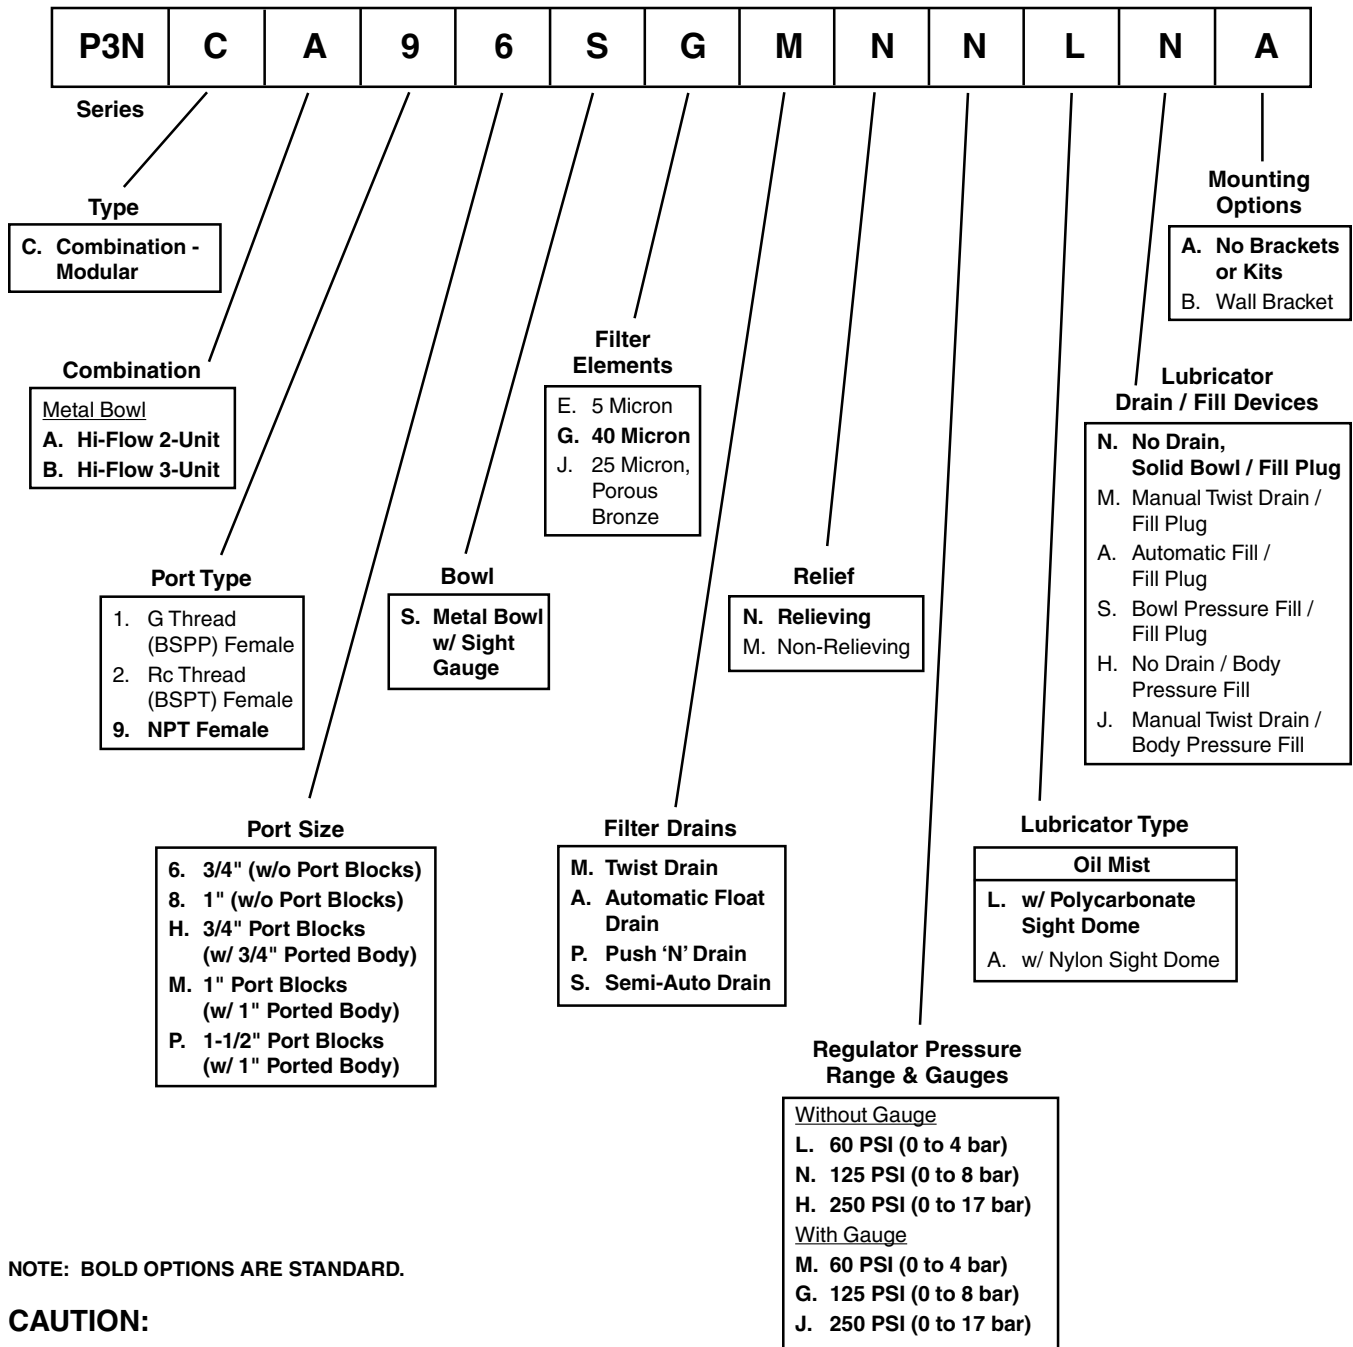 P3N C A 9 6 S G M N N L N A
Series
Type
C. Combination -
Modular
Combination
Metal Bowl
A. Hi-Flow 2-Unit
B. Hi-Flow 3-Unit
Port Type
1. G Thread
(BSPP) Female
2. Rc Thread
(BSPT) Female
9. NPT Female
Port Size
6. 3/4" (w/o Port Blocks)
8. 1" (w/o Port Blocks)
H. 3/4" Port Blocks
(w/ 3/4" Ported Body)
M. 1" Port Blocks
(w/ 1" Ported Body)
P. 1-1/2" Port Blocks
(w/ 1" Ported Body)
Bowl
S. Metal Bowl
w/ Sight
Gauge
Filter
Elements
E. 5 Micron
G. 40 Micron
J. 25 Micron,
Porous
Bronze
Filter Drains
M. Twist Drain
A. Automatic Float
Drain
P. Push ‘N’ Drain
S. Semi-Auto Drain
Relief
N. Relieving
M. Non-Relieving
Regulator Pressure
Range & Gauges
Without Gauge
L. 60 PSI (0 to 4 bar)
N. 125 PSI (0 to 8 bar)
H. 250 PSI (0 to 17 bar)
With Gauge
M. 60 PSI (0 to 4 bar)
G. 125 PSI (0 to 8 bar)
J. 250 PSI (0 to 17 bar)
Lubricator Type
Oil Mist
L. w/ Polycarbonate
Sight Dome
A. w/ Nylon Sight Dome
Lubricator
Drain / Fill Devices
N. No Drain,
Solid Bowl / Fill Plug
M. Manual Twist Drain /
Fill Plug
A. Automatic Fill /
Fill Plug
S. Bowl Pressure Fill /
Fill Plug
H. No Drain / Body
Pressure Fill
J. Manual Twist Drain /
Body Pressure Fill
Mounting
Options
A. No Brackets
or Kits
B. Wall Bracket
NOTE: BOLD OPTIONS ARE STANDARD.
CAUTION: